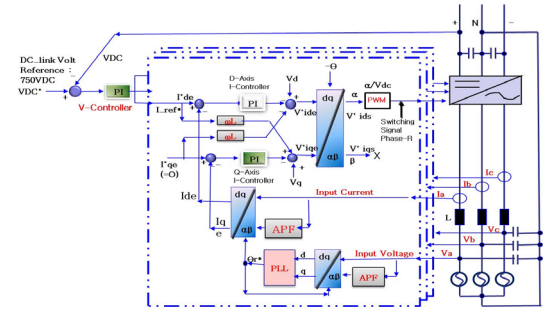 + N −
DC_link Volt
Reference :
750VDC
VDC*
VDC
+
−
PI
V-Controller
I*de
I_ref*
D-Axis
I-Controller
PI
Vd
V*ide
ωL
ωL
−Θ
dq
αβ
α
α/Vdc
PWM
V* ids
Switching
Signal
Phase-R
I*qe
(=O)
PI
Q-Axis
I-Controller
V*iqe
Vq
V* iqs
β
X
Ide
Iq
e
dq
αβ
Input Current
APF
Θr*
PLL
d
q
dq
αβ
Input Voltage
APF
Ic
Ib
Ia
L
Vc
Vb
Va